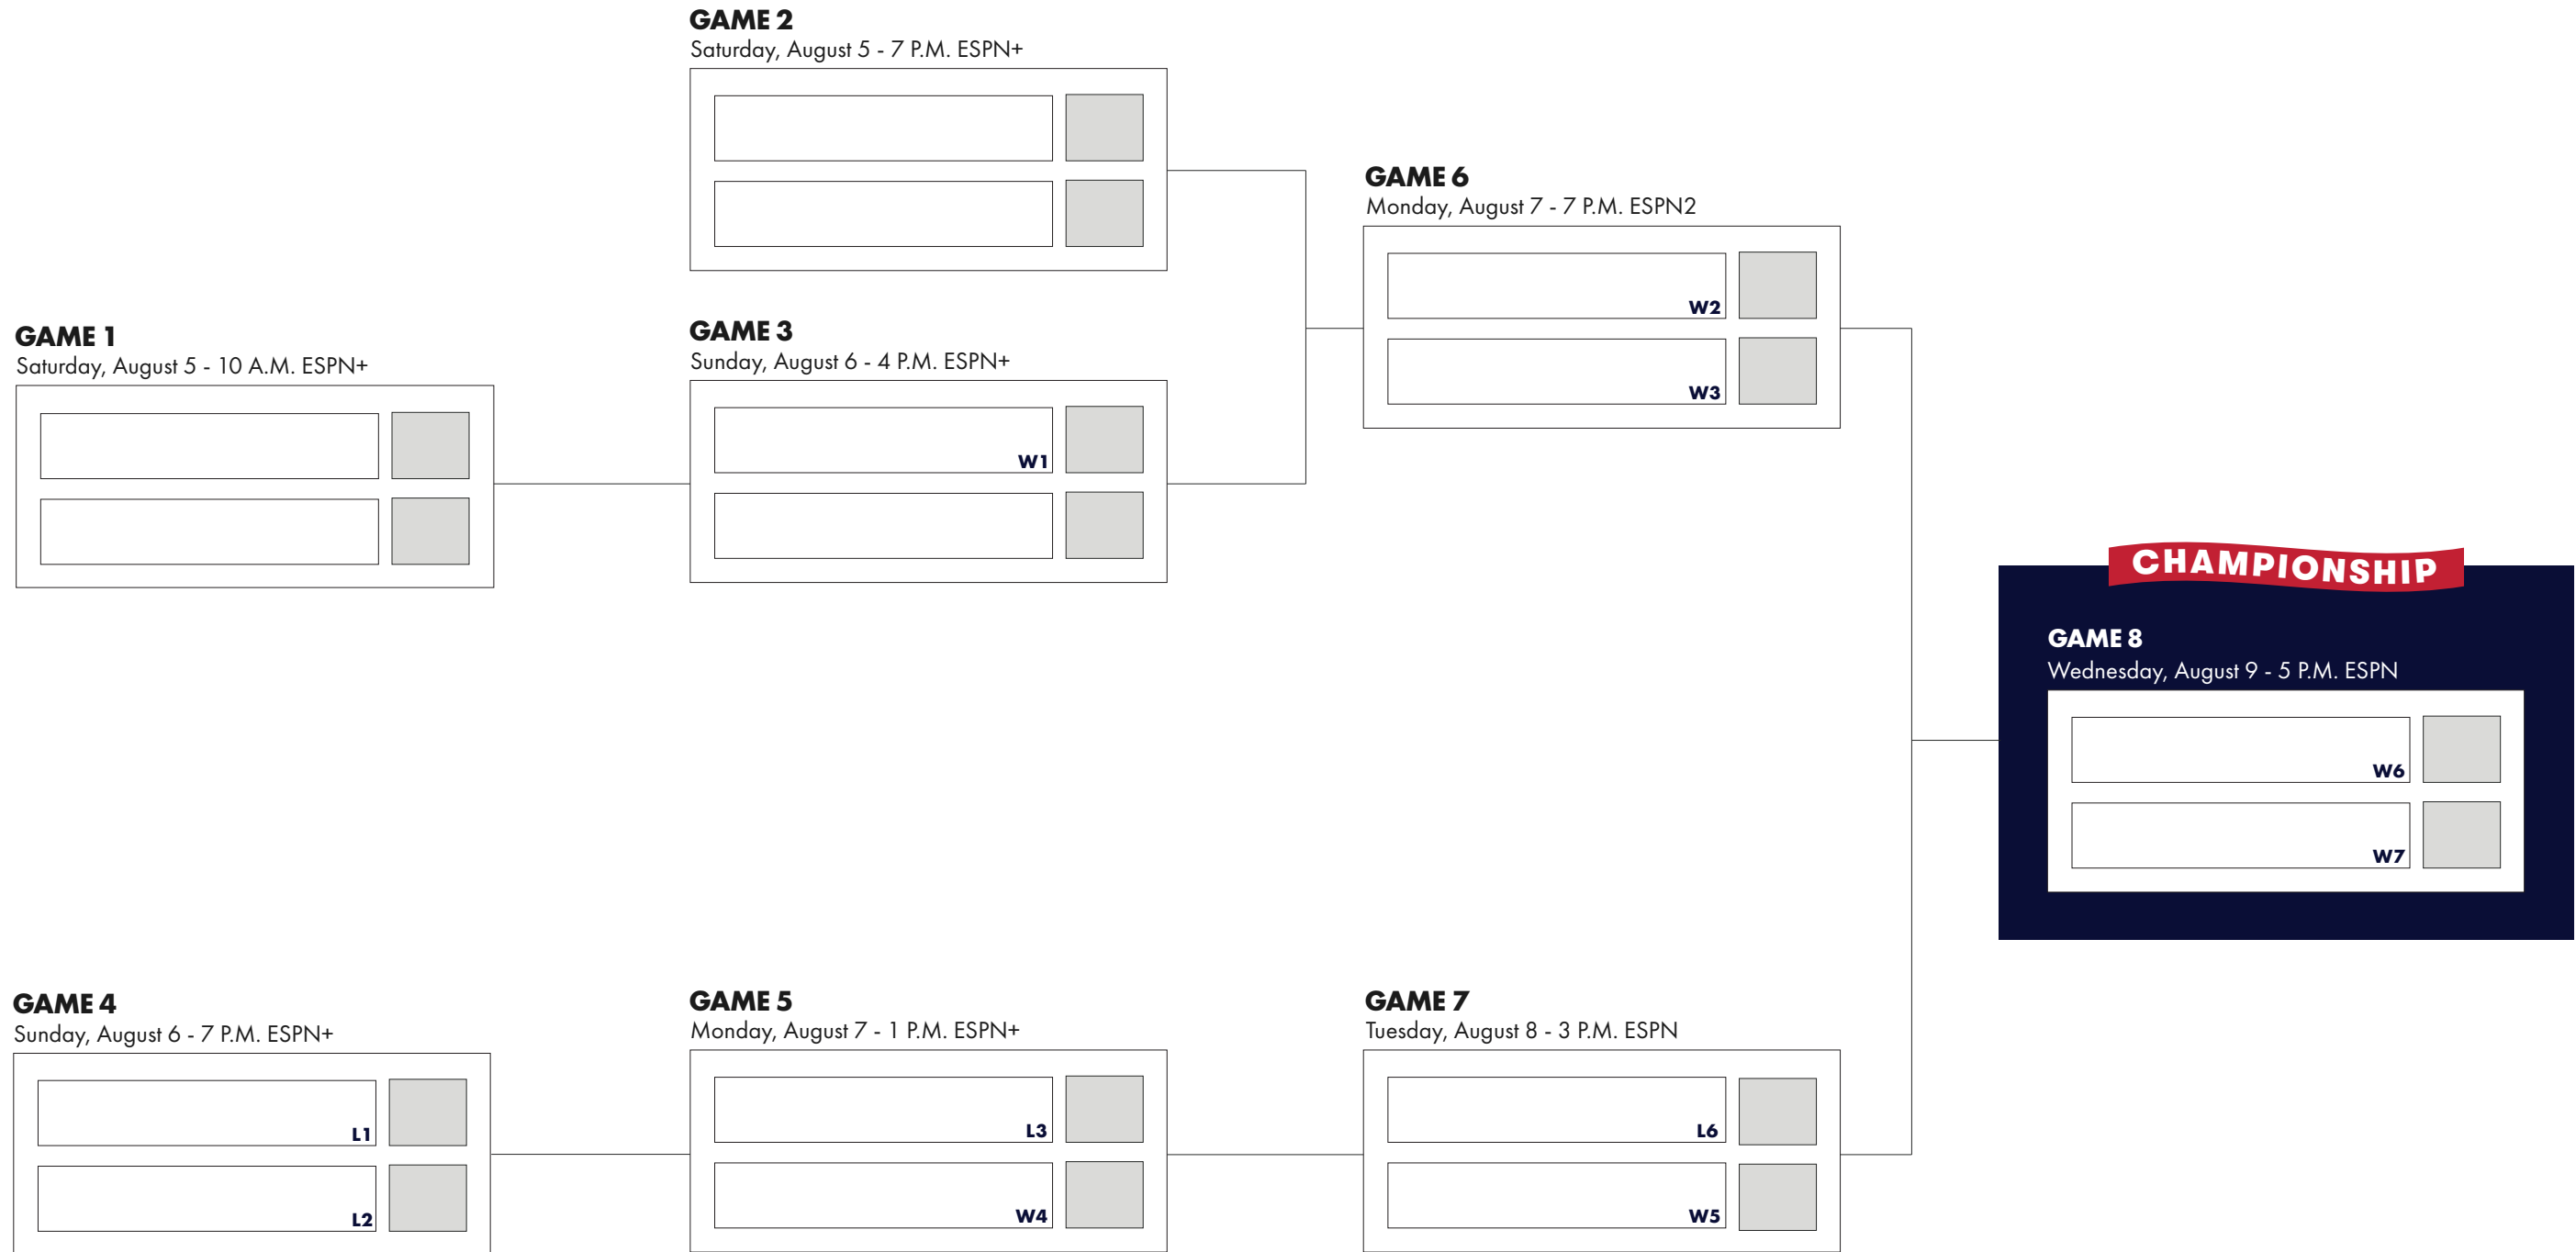 GAME 2
Saturday, August 5 - 7 P.M. ESPN+
GAME 6
Monday, August 7 - 7 P.M. ESPN2
W2
W3
GAME 1
Saturday, August 5 - 10 A.M. ESPN+
GAME 3
Sunday, August 6 - 4 P.M. ESPN+
W1
CHAMPIONSHIP
GAME 8
Wednesday, August 9 - 5 P.M. ESPN
W6
W7
GAME 4
Sunday, August 6 - 7 P.M. ESPN+
L1
L2
GAME 5
Monday, August 7 - 1 P.M. ESPN+
L3
W4
GAME 7
Tuesday, August 8 - 3 P.M. ESPN
L6
W5